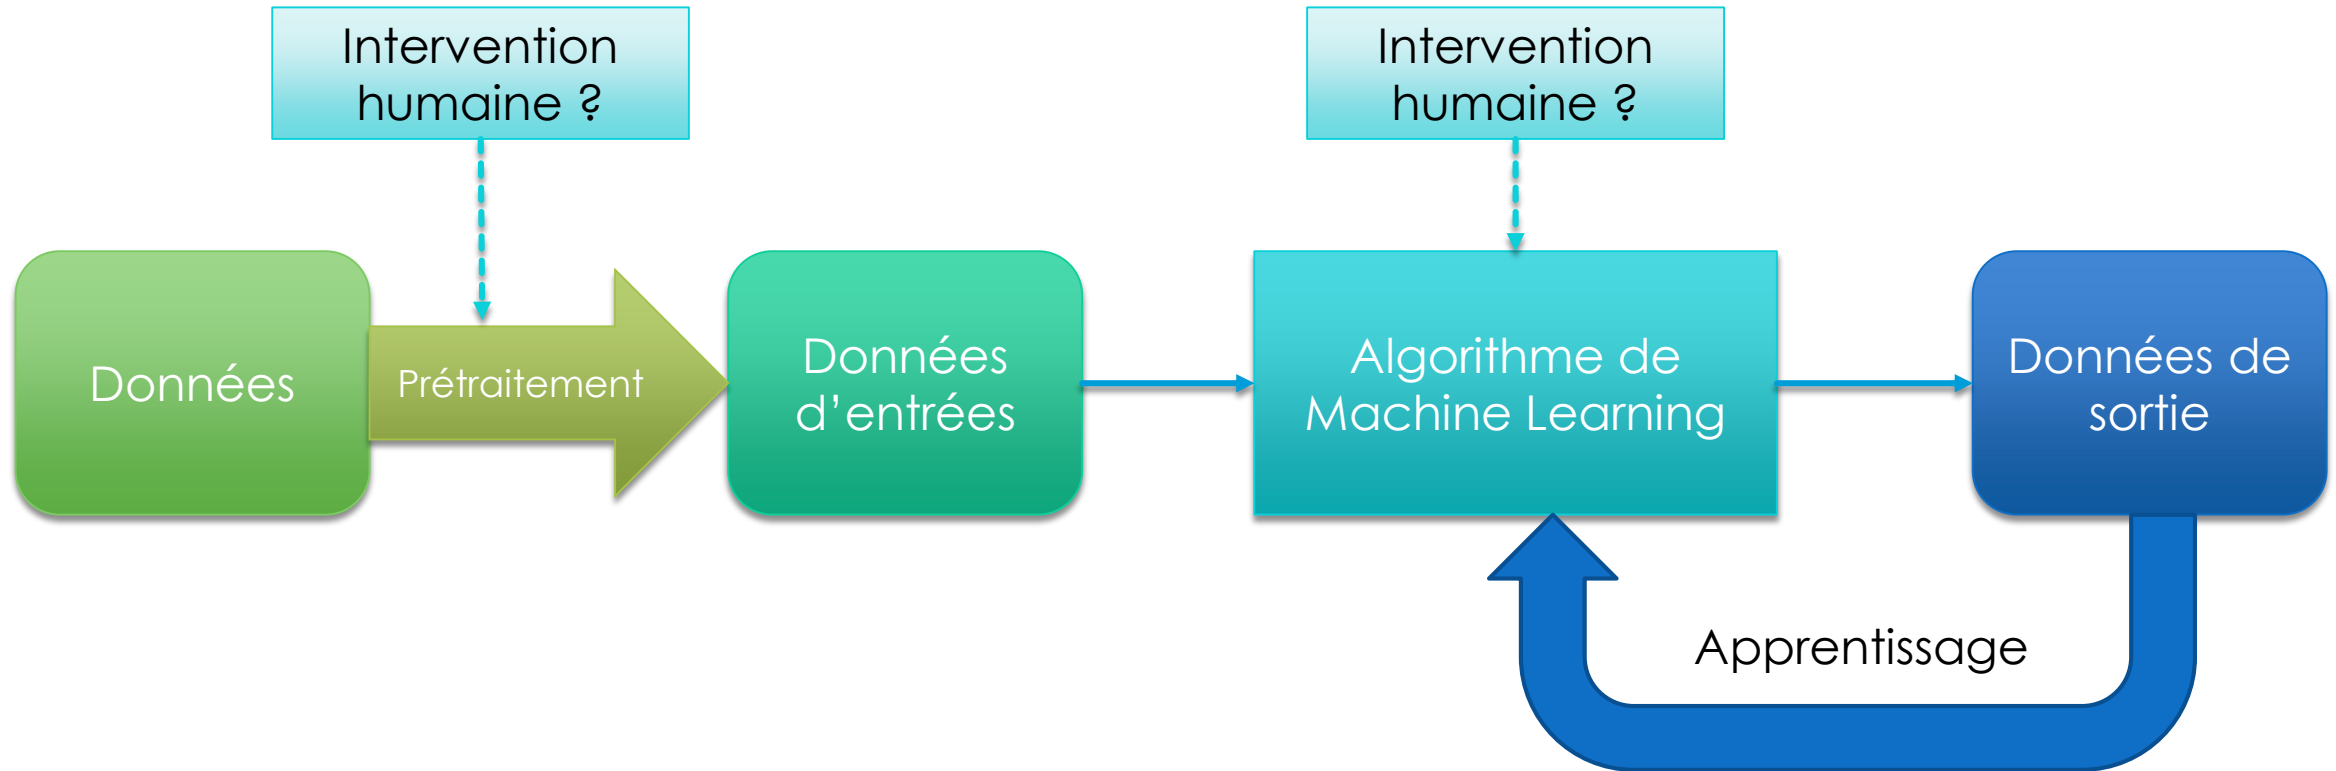 Intervention
humaine ?
Intervention
humaine ?
Données
Prétraitement
Données
d’entrées
Algorithme de
Machine Learning
Données de
sortie
Apprentissage